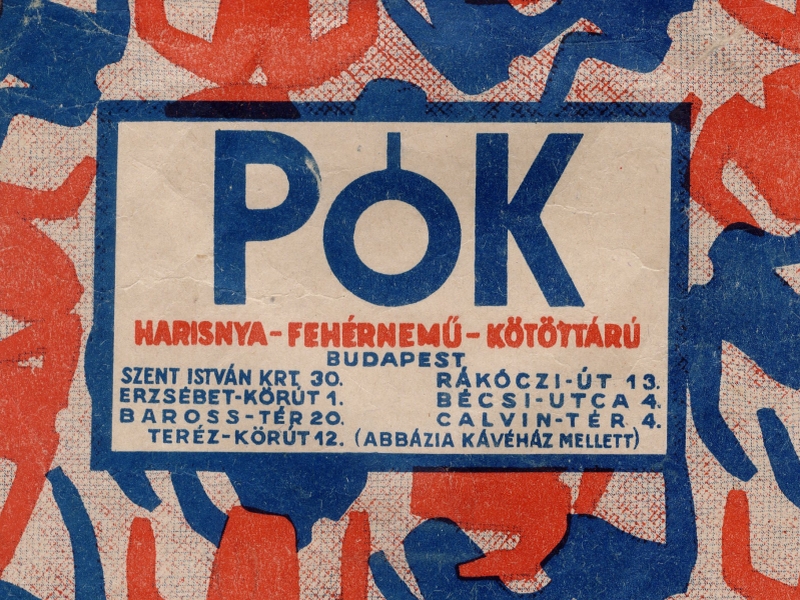 PÓK
HARISNYA-FEHÉRNEMŰ-KÖTÖTTÁRÚ
BUDAPEST
SZENT ISTVÁN KRT. 30.
ERZSÉBET-KÖRÚT 1.
BAROSS-TÉR 20.
TERÉZ-KÖRÚT 12. (ABBÁZIA KÁVÉHÁZ MELLETT)
RÁKÓCZI-ÚT 13.
BÉCSI-UTCA 4.
CALVIN-TÉR 4.